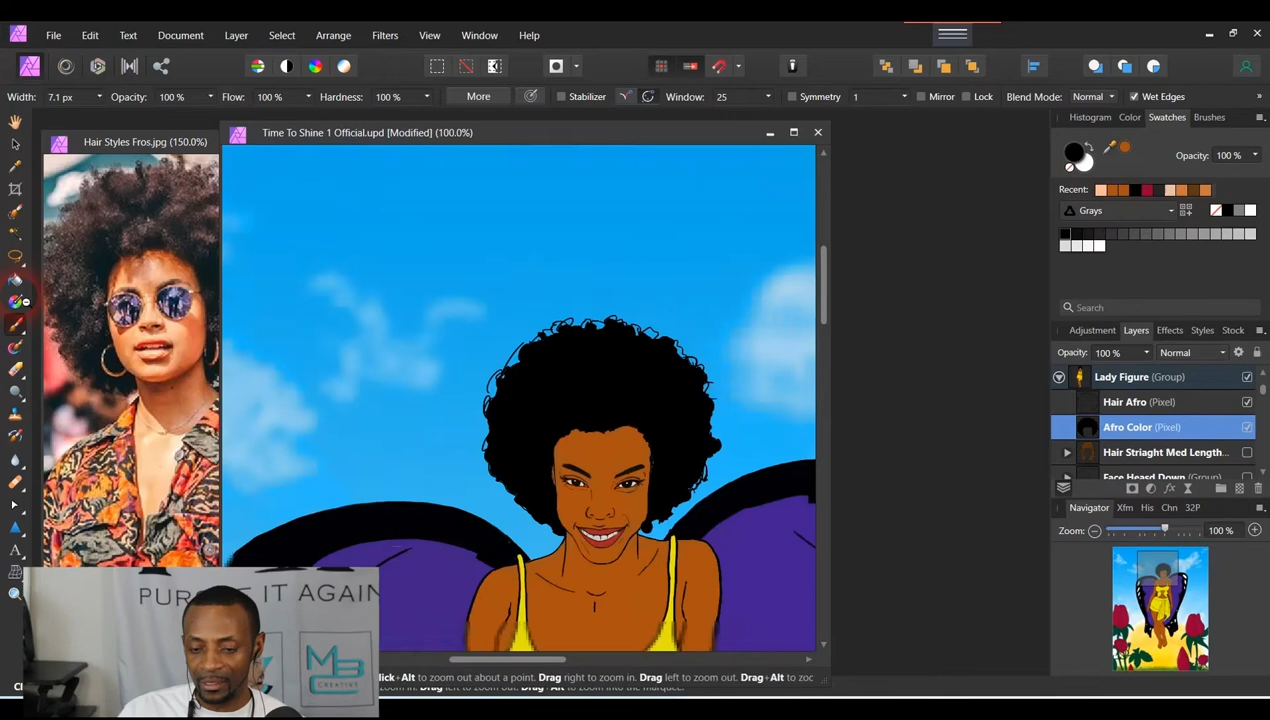 File Edit Text Document Layer Select Arrange Filters View Window Help
Width: 7.1 px Opacity: 100 % Flow: 100 % Hardness: 100 % More Stabilizer Window: 25 Symmetry 1 Mirror Lock Blend Mode: Normal Wet Edges »
Histogram Color Swatches Brushes
Hair Styles Fros.jpg (150.0%)
Time To Shine 1 Official.upd [Modified] (100.0%)
Opacity: 100 %
Recent:
Grays
Search
Adjustment Layers Effects Styles Stock
Opacity: 100 % Normal
Lady Figure (Group)
Hair Afro (Pixel)
Afro Color (Pixel)
Hair Striaght Med Length
Navigator Xfm His Chn 32P
Zoom: 100 %
PURSUE IT AGAIN
MB
CREATIVE
lick+Alt to zoom out about a point. Drag right to zoom in. Drag left to zoom out. Drag+Alt to zoc